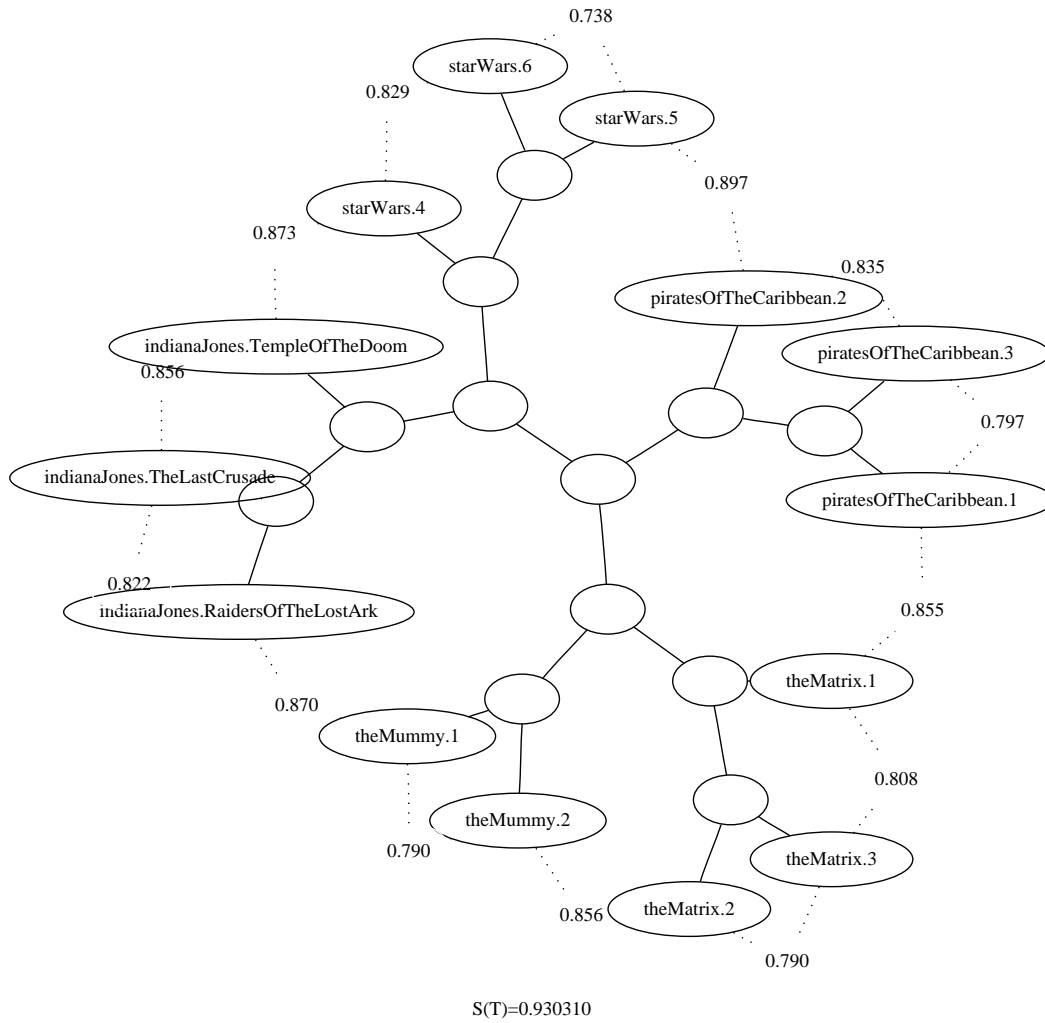 0.738
starWars.6
0.829
starWars.5
0.897
starWars.4
0.873
0.835
piratesOfTheCaribbean.2
indianaJones.TempleOfTheDoom
piratesOfTheCaribbean.3
0.856
0.797
indianaJones.TheLastCrusade
piratesOfTheCaribbean.1
0.822
indianaJones.RaidersOfTheLostArk
0.855
theMatrix.1
0.870
theMummy.1
0.808
theMummy.2
0.790
theMatrix.3
theMatrix.2
0.856
0.790
S(T)=0.930310